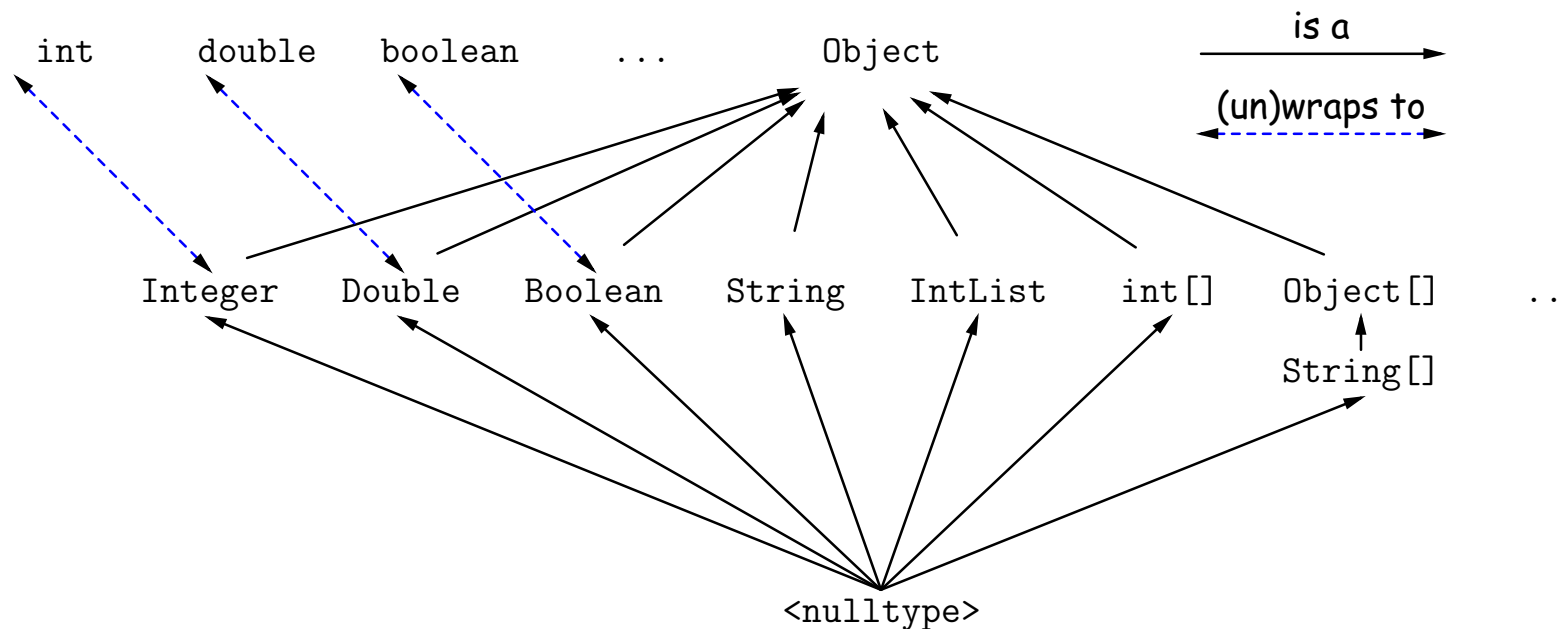 is a
int double boolean ... Object
(un)wraps to
Integer Double Boolean String IntList int[] Object[] ..
String[]
<nulltype>